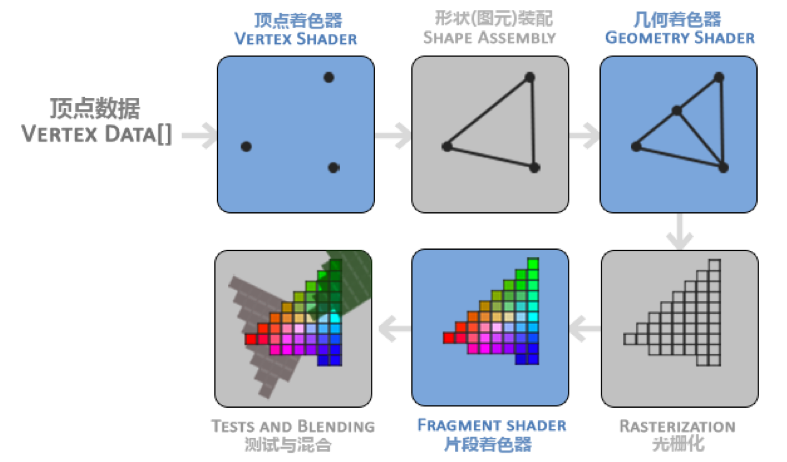 顶点着色器
VERTEX SHADER
形状(图元)装配
SHAPE ASSEMBLY
几何着色器
GEOMETRY SHADER
顶点数据
VERTEX DATA[]
TESTS AND BLENDING
测试与混合
FRAGMENT SHADER
片段着色器
RASTERIZATION
光栅化